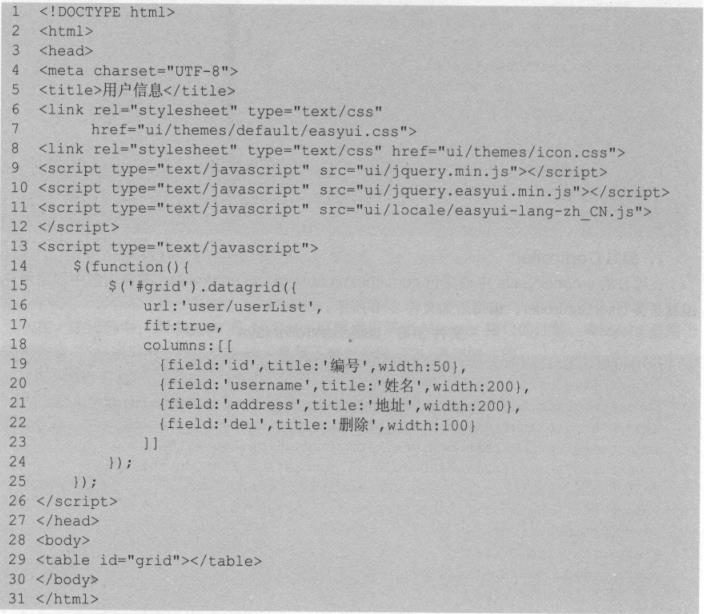 1 <!DOCTYPE html>
2 <html>
3 <head>
4 <meta charset="UTF-8">
5 <title>用户信息</title>
6 <link rel="stylesheet" type="text/css"
7 href="ui/themes/default/easyui.css">
8 <link rel="stylesheet" type="text/css" href="ui/themes/icon.css">
9 <script type="text/javascript" src="ui/jquery.min.js"></script>
10 <script type="text/javascript" src="ui/jquery.easyui.min.js"></script>
11 <script type="text/javascript" src="ui/locale/easyui-lang-zh_CN.js">
12 </script>
13 <script type="text/javascript">
14 $(function(){
15 $('#grid').datagrid({
16 url:'user/userList',
17 fit:true,
18 columns:[[
19 {field:'id',title:'编号',width:50},
20 {field:'username',title:'姓名',width:200},
21 {field:'address',title:'地址',width:200},
22 {field:'del',title:'删除',width:100}
23 ]]
24 });
25 });
26 </script>
27 </head>
28 <body>
29 <table id="grid"></table>
30 </body>
31 </html>